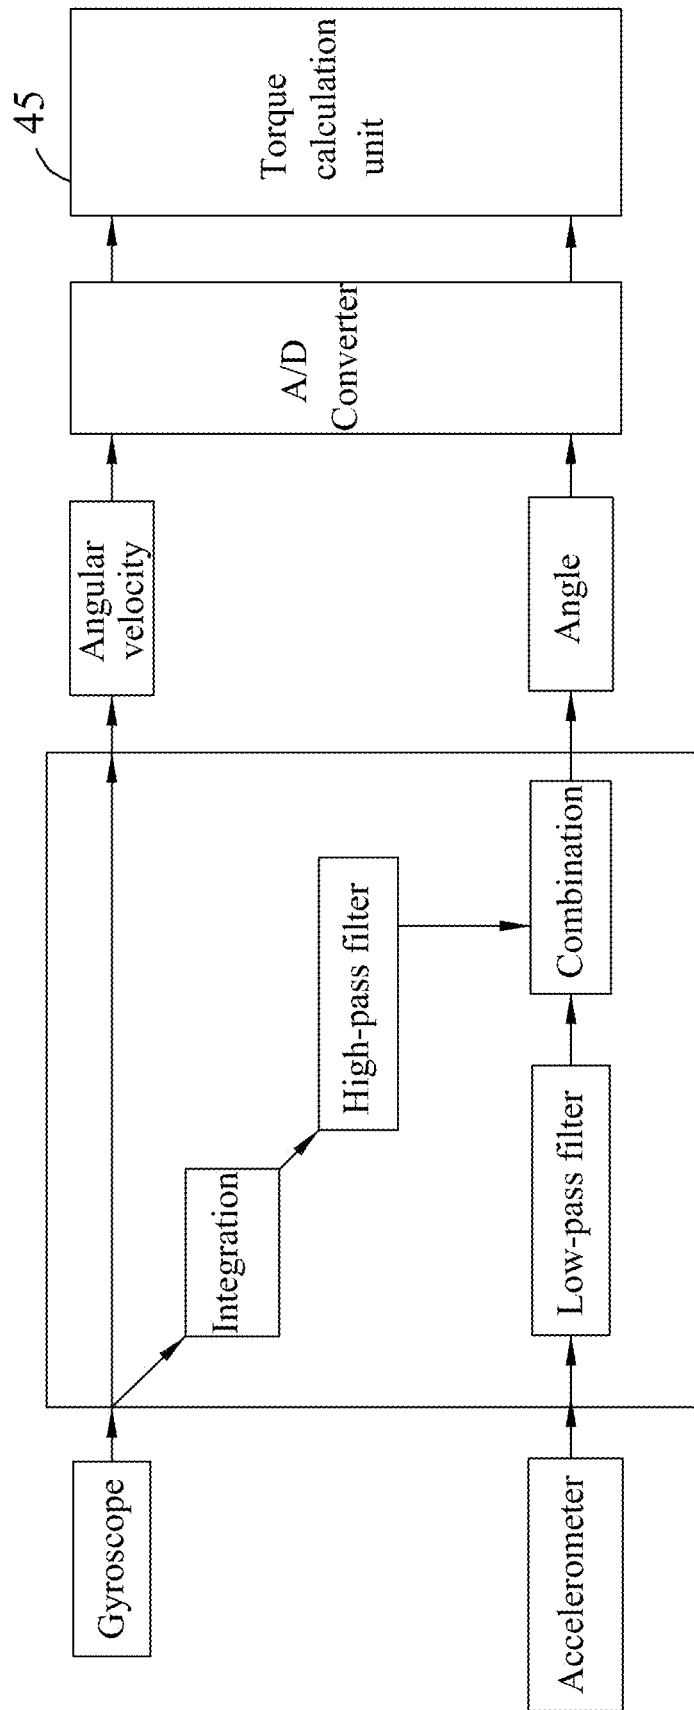 Gyroscope
Integration
High-pass filter
Angular
velocity
A/D
Converter
Torque
calculation
unit
45
Accelerometer
Low-pass filter
Combination
Angle